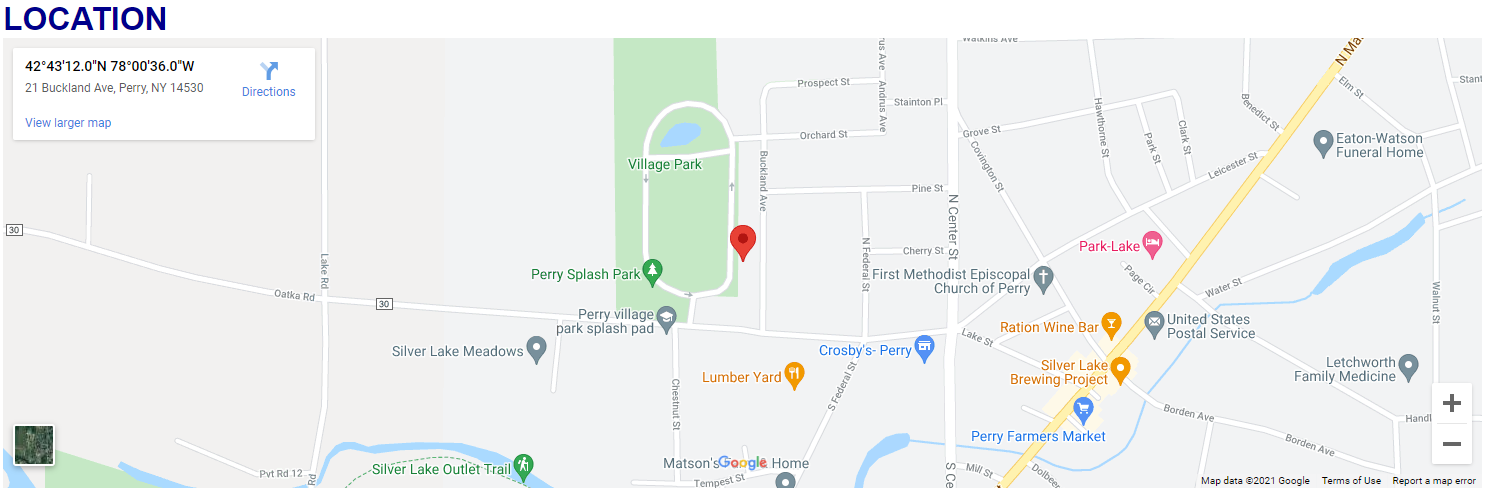 LOCATION
42°43'12.0"N 78°00'36.0"W
21 Buckland Ave, Perry, NY 14530
Directions
View larger map
Watkins Ave
N Ma
Andrus Ave
Andrus Ave
Prospect St
Stainton Pl
Elm St
Stant
Benedict St
Hawthorne St
Clark St
Park St
Grove St
Orchard St
Eaton-Watson
Funeral Home
Village Park
Buckland Ave
Covington St
Leicester St
Pine St
N Center St
30
Lake Rd
Park-Lake
N Federal St
Cherry St
Perry Splash Park
First Methodist Episcopal
Church of Perry
Page Cir
Water St
Walnut St
Oatka Rd
30
Perry village
park splash pad
Ration Wine Bar
United States
Postal Service
Lake St
Silver Lake Meadows
Crosby's- Perry
Silver Lake
Brewing Project
Letchworth
Family Medicine
Lumber Yard
Chestnut St
S Federal St
Borden Ave
Handl
Perry Farmers Market
Borden Ave
Silver Lake Outlet Trail
Pvt Rd 12
Rd
Matson's
Home
Google
Tempest St
S Ce
Mill St
Dolbee
Map data ©2021 Google
Terms of Use
Report a map error